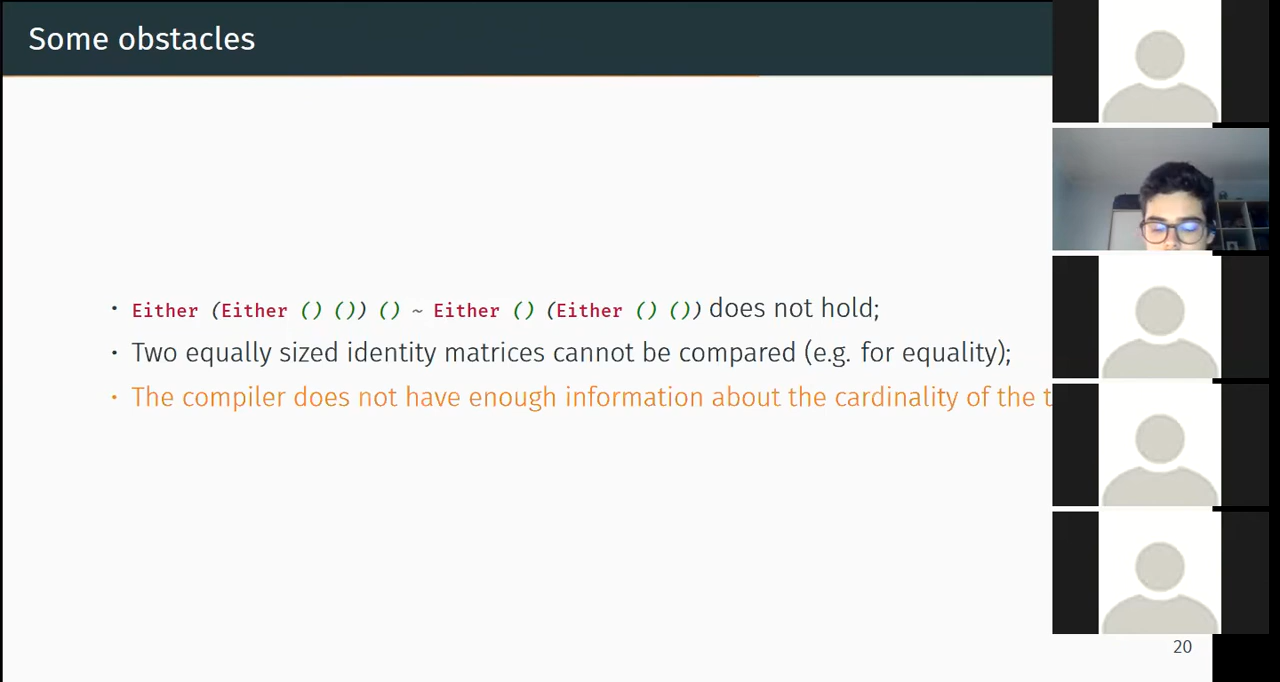 Some obstacles
• Either (Either () ()) () ~ Either () (Either () ()) does not hold;
• Two equally sized identity matrices cannot be compared (e.g. for equality);
• The compiler does not have enough information about the cardinality of the
20